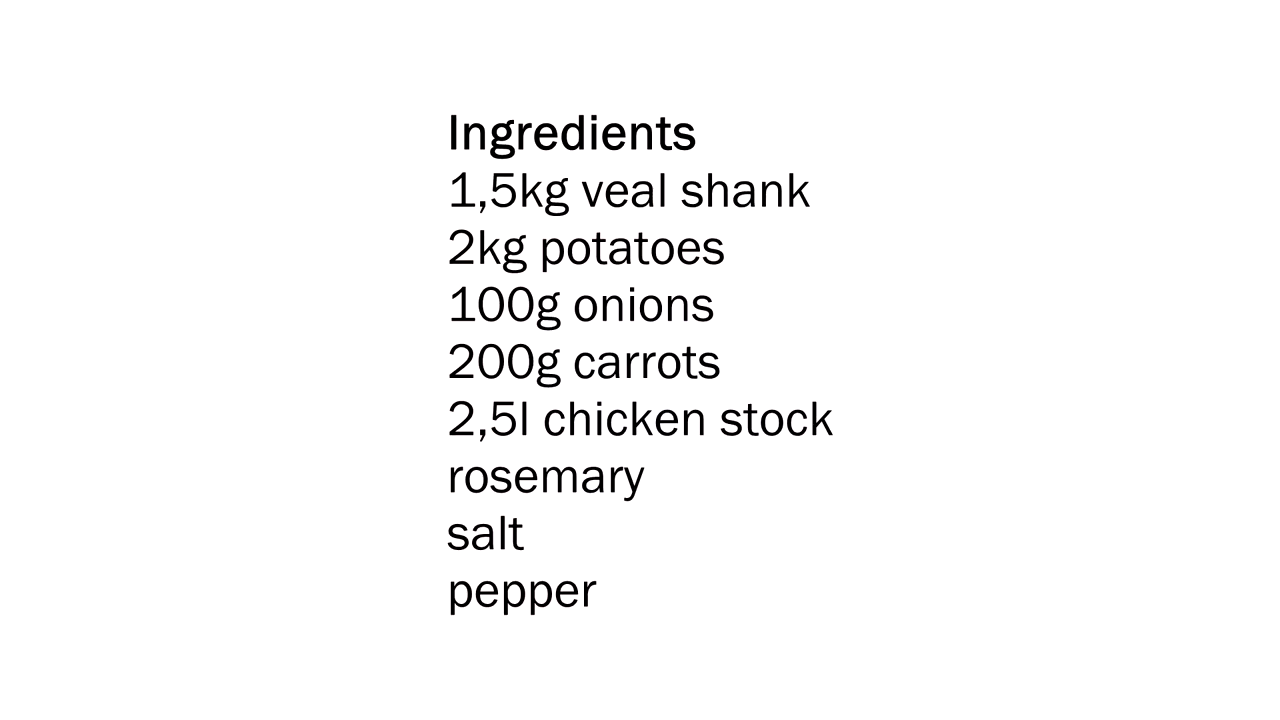 Ingredients
1,5kg veal shank
2kg potatoes
100g onions
200g carrots
2,5l chicken stock
rosemary
salt
pepper